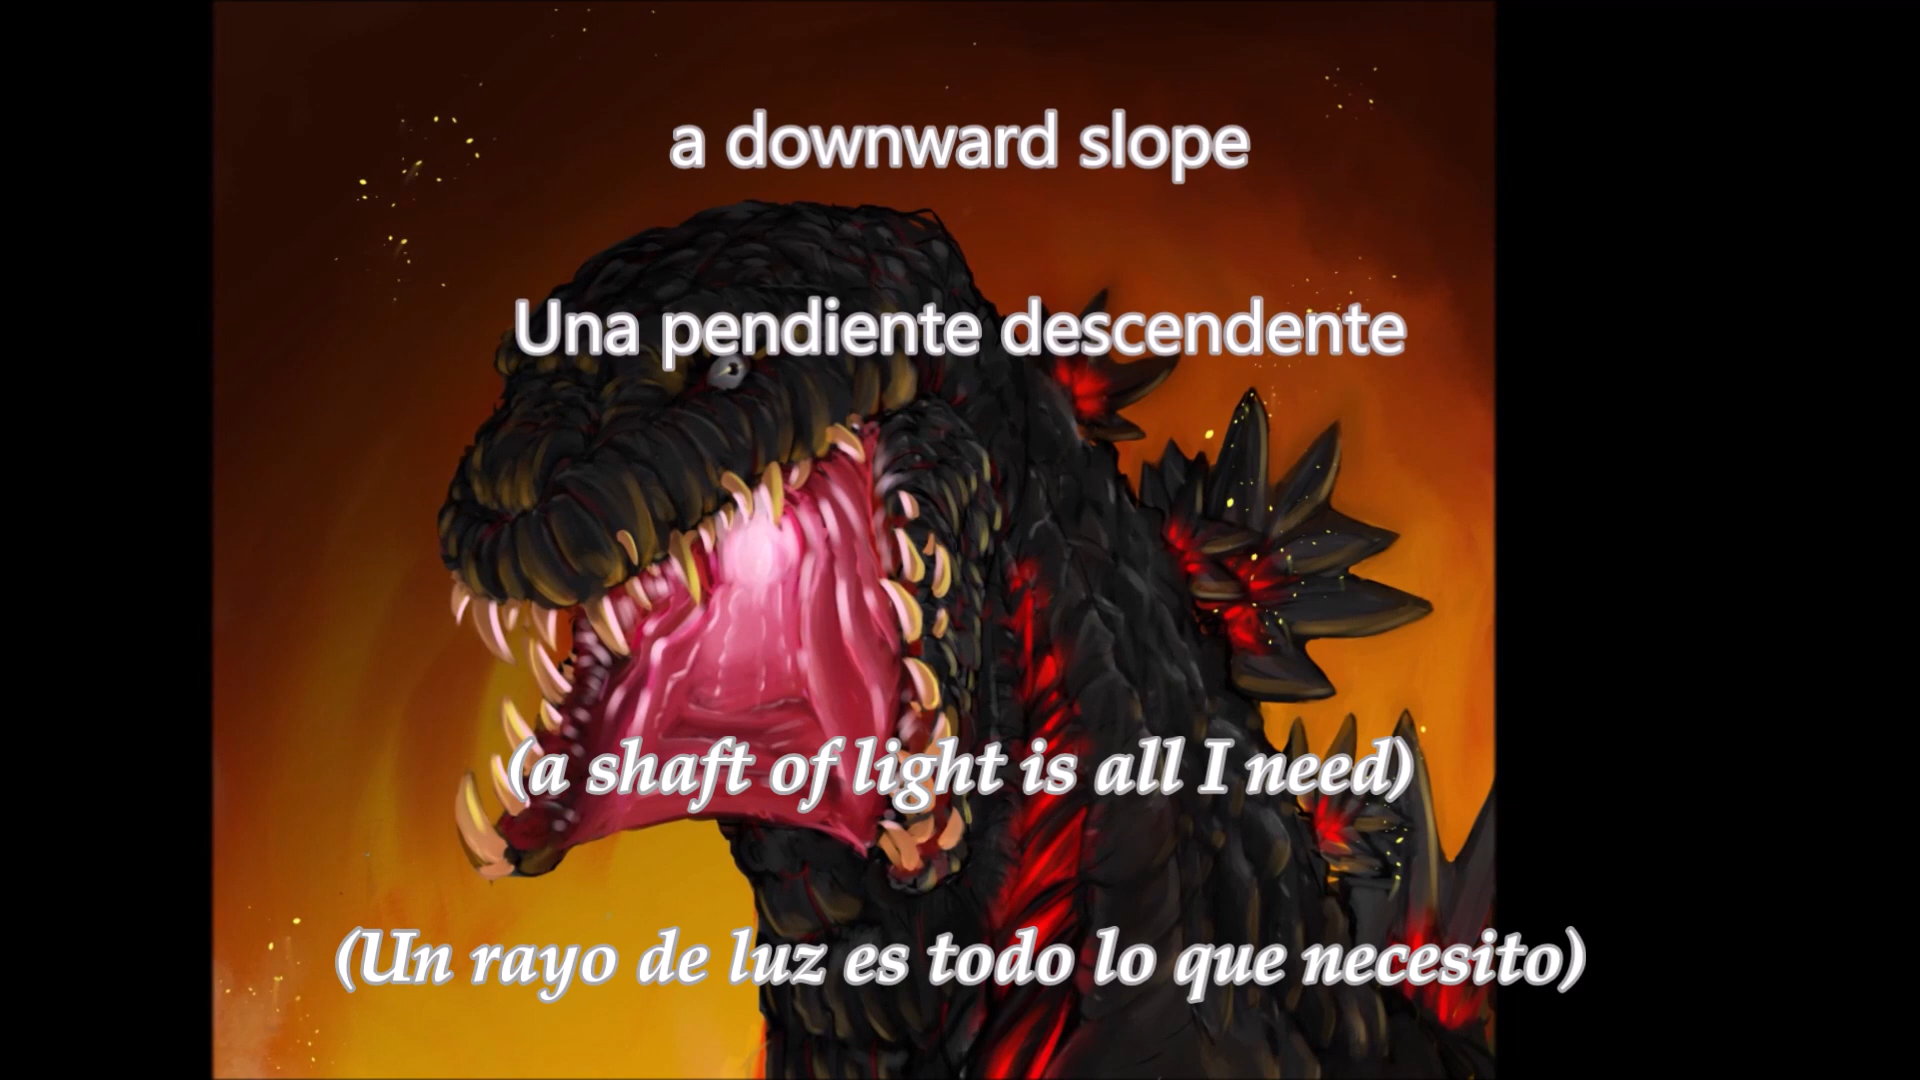 a downward slope
Una pendiente descendente
(a shaft of light is all I need)
(Un rayo de luz es todo lo que necesito)